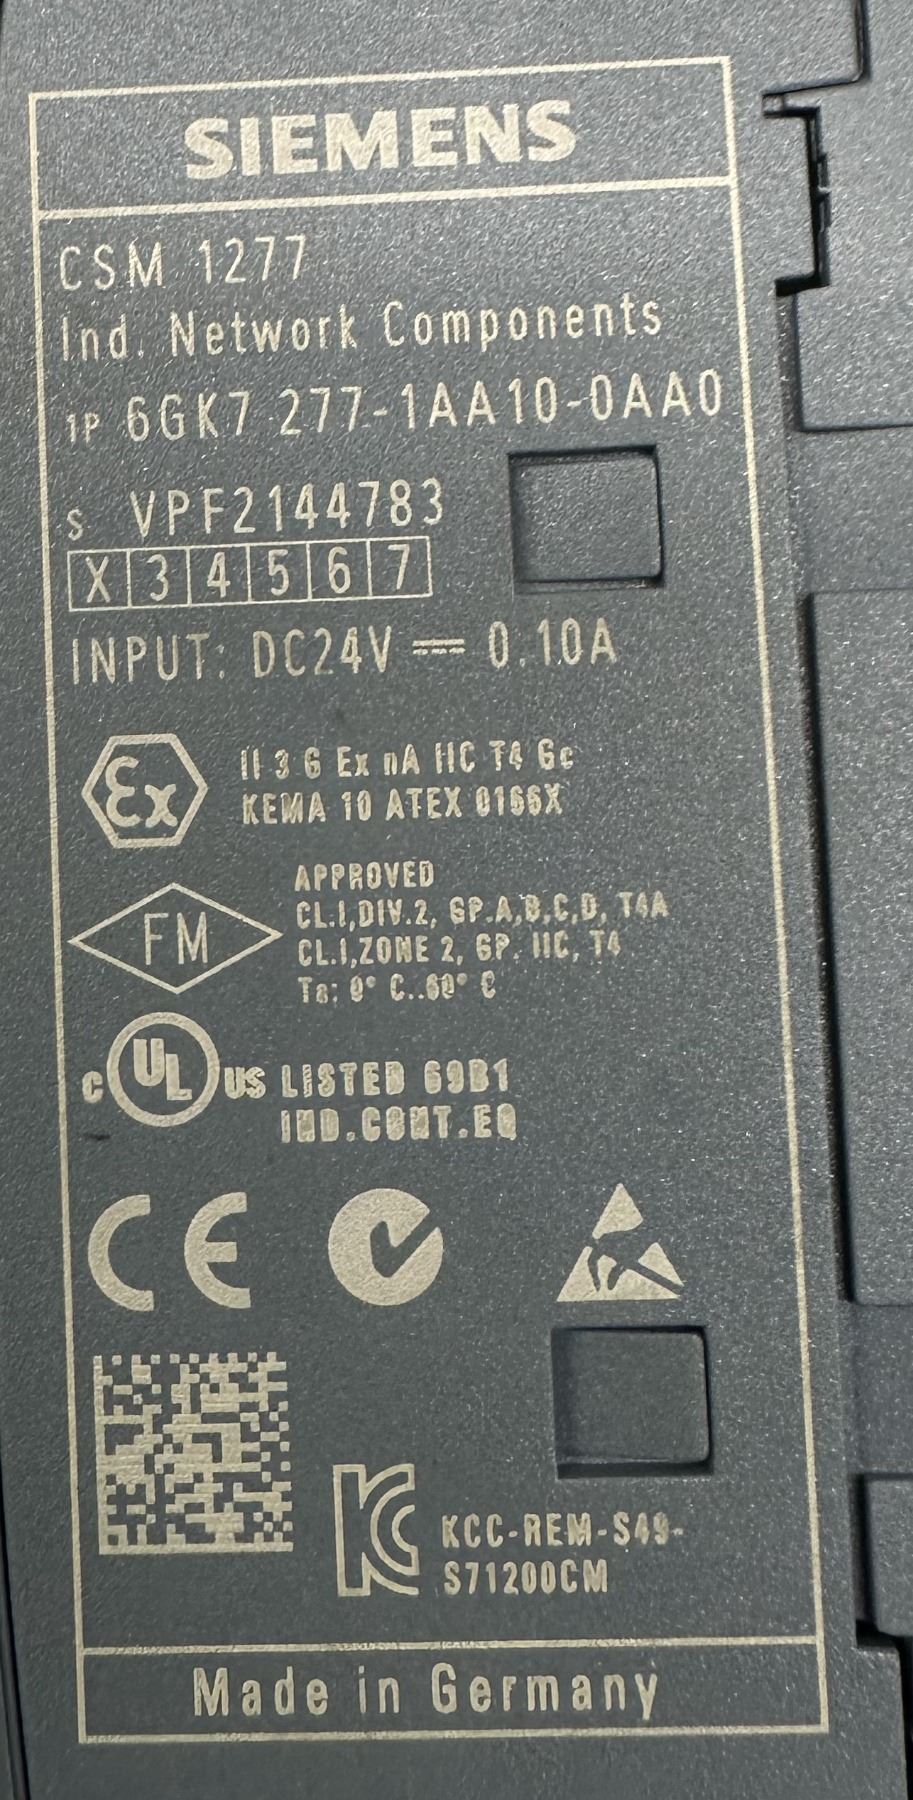 SIEMENS
CSM 1277
Ind. Network Components
1P 6GK7 277-1AA10-0AA0
S VPF2144783
X 3 4 5 6 7
INPUT: DC24V ⎓ 0.10A
Ex II 3 G Ex nA IIC T4 Gc
KEMA 10 ATEX 0166X
APPROVED
FM CL.I,DIV.2, GP.A,B,C,D, T4A
CL.I,ZONE 2, GP. IIC, T4
Ta: 0° C..60° C
C UL US LISTED 69B1
IND.CONT.EQ
CE
KC KCC-REM-S49-
S71200CM
Made in Germany